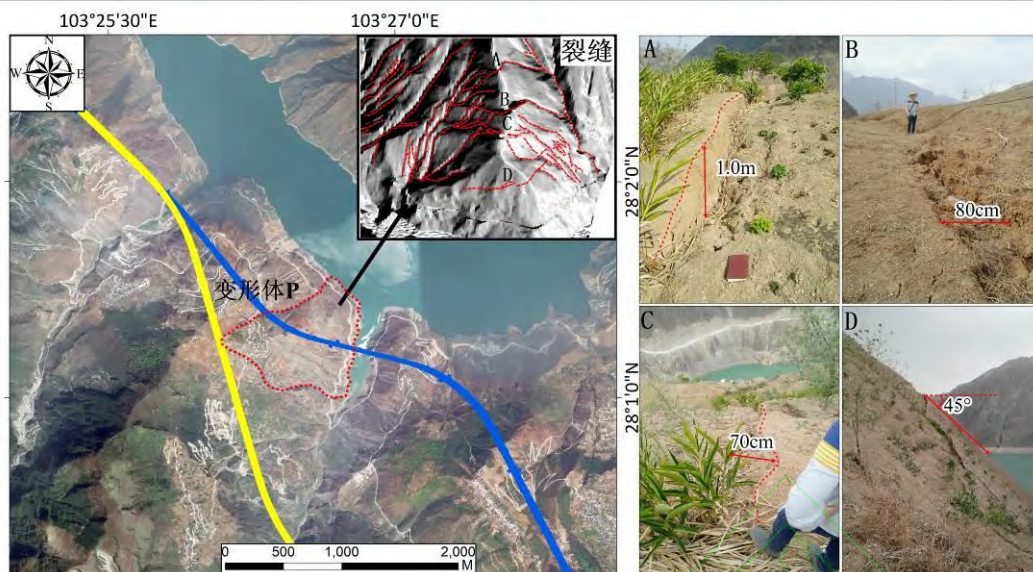 103°25'30"E
103°27'0"E
N
W
E
S
裂缝
A
B
C
D
变形体P
28°2'0"N
28°1'0"N
0
500
1,000
2,000
M
A
1.0m
B
80cm
C
70cm
D
45°